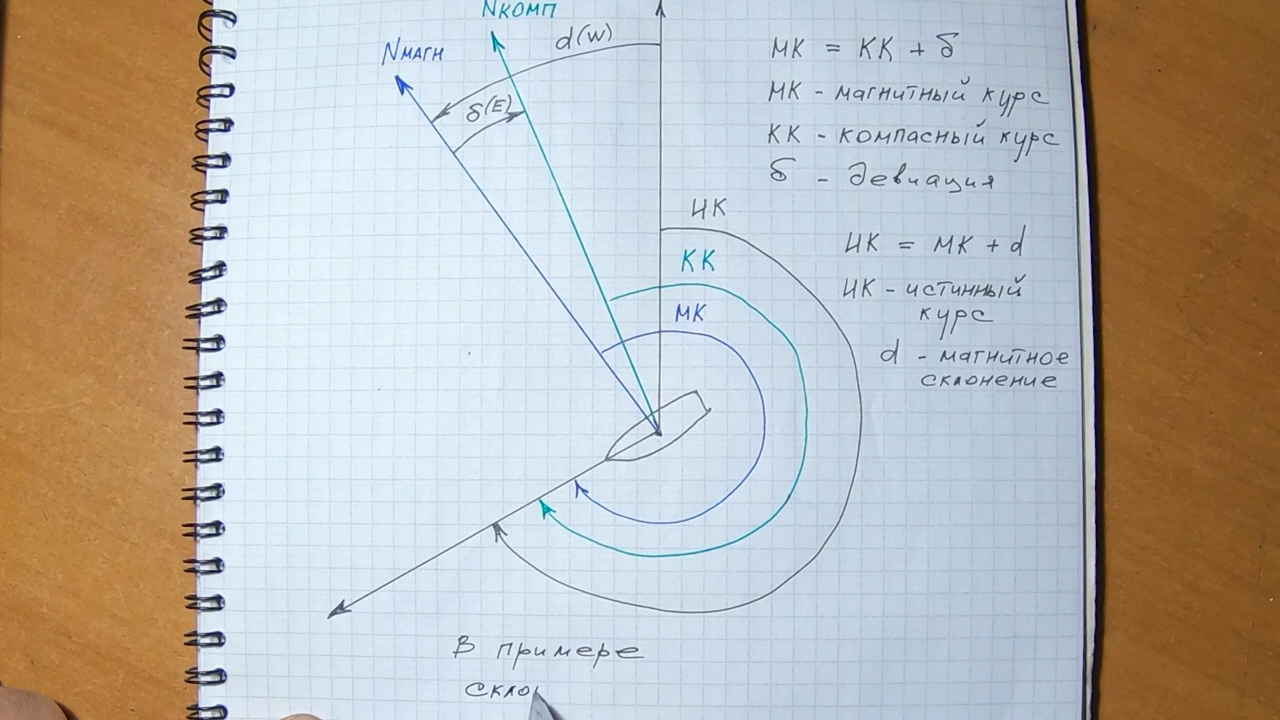 Nкомп
d(W)
Nмагн
δ(E)
МК = КК + δ
МК - магнитный курс
КК - компасный курс
δ - девиация
ИК
КК
МК
ИК = МК + d
ИК - истинный
курс
d - магнитное
склонение
В примере
скло